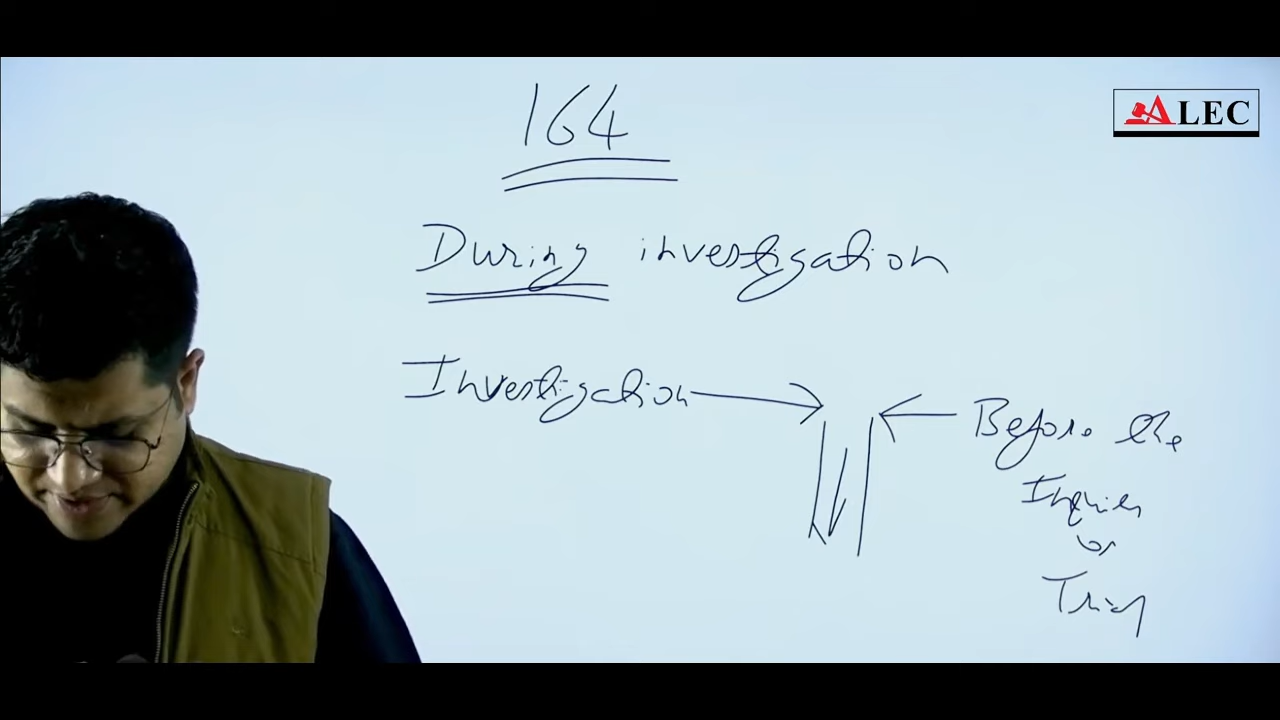 164
ALEC
During investigation
Investigation
Before the
Inquiry
or
Trial